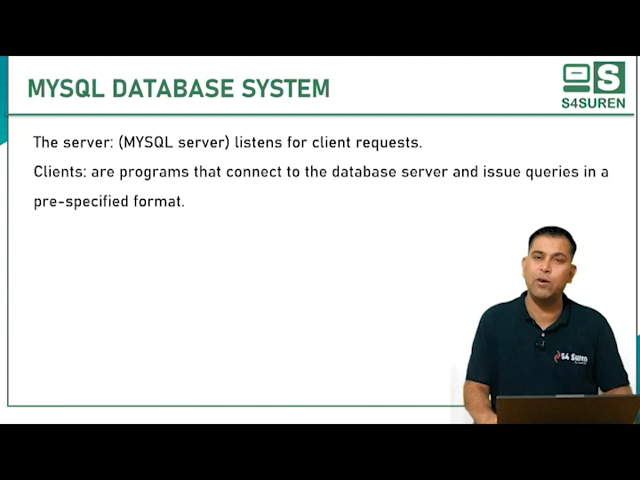 MYSQL DATABASE SYSTEM
S
S4SUREN
The server: (MYSQL server) listens for client requests.
Clients: are programs that connect to the database server and issue queries in a
pre-specified format.
S4 Suren